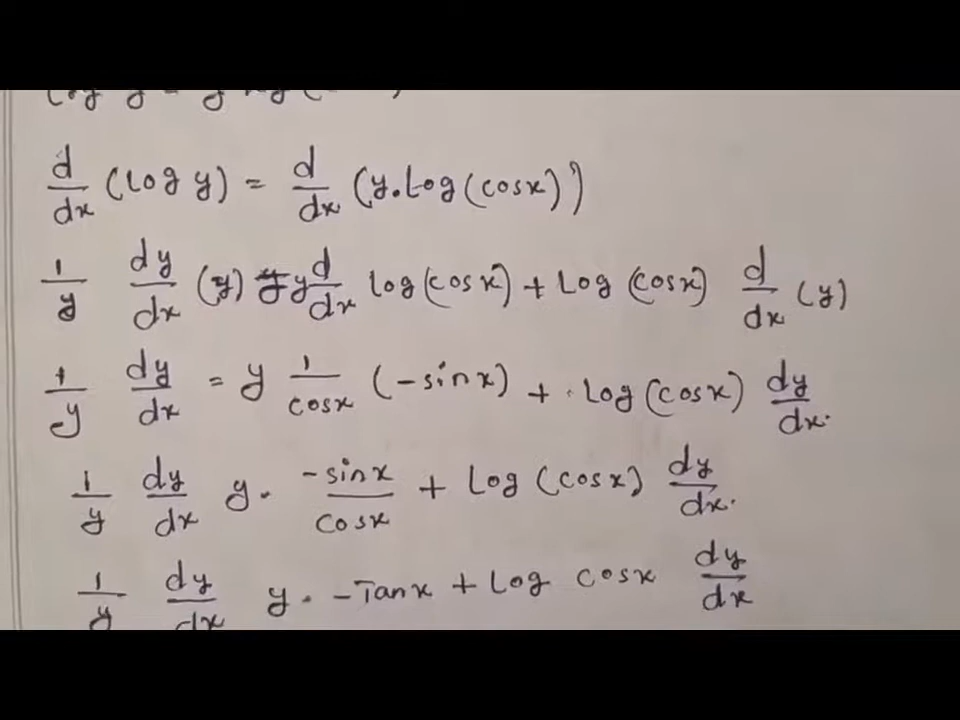 log y = y log (
d/dx (log y) = d/dx (y.log(cosx))
1/y dy/dx (y) y d/dx log(cosx) + log (cosx) d/dx (y)
1/y dy/dx = y 1/cosx (-sinx) + log(cosx) dy/dx.
1/y dy/dx y. -sinx/cosx + log (cosx) dy/dx.
1/y dy/dx y. -Tanx + log cosx dy/dx